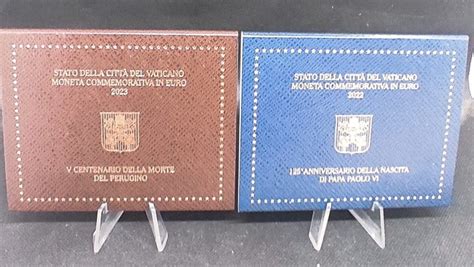 STATO DELLA CITTÀ DEL VATICANO
MONETA COMMEMORATIVA IN EURO
2023
V CENTENARIO DELLA MORTE
DEL PERUGINO
STATO DELLA CITTÀ DEL VATICANO
MONETA COMMEMORATIVA IN EURO
2022
125° ANNIVERSARIO DELLA NASCITA
DI PAPA PAOLO VI